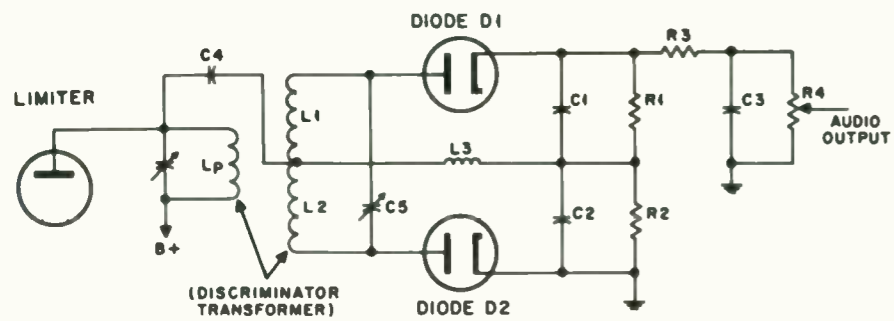 DIODE D1
C4
R3
LIMITER
L1
C1
R1
C3
R4
AUDIO
OUTPUT
Lp
L3
L2
C5
C2
R2
B+
(DISCRIMINATOR
TRANSFORMER)
DIODE D2